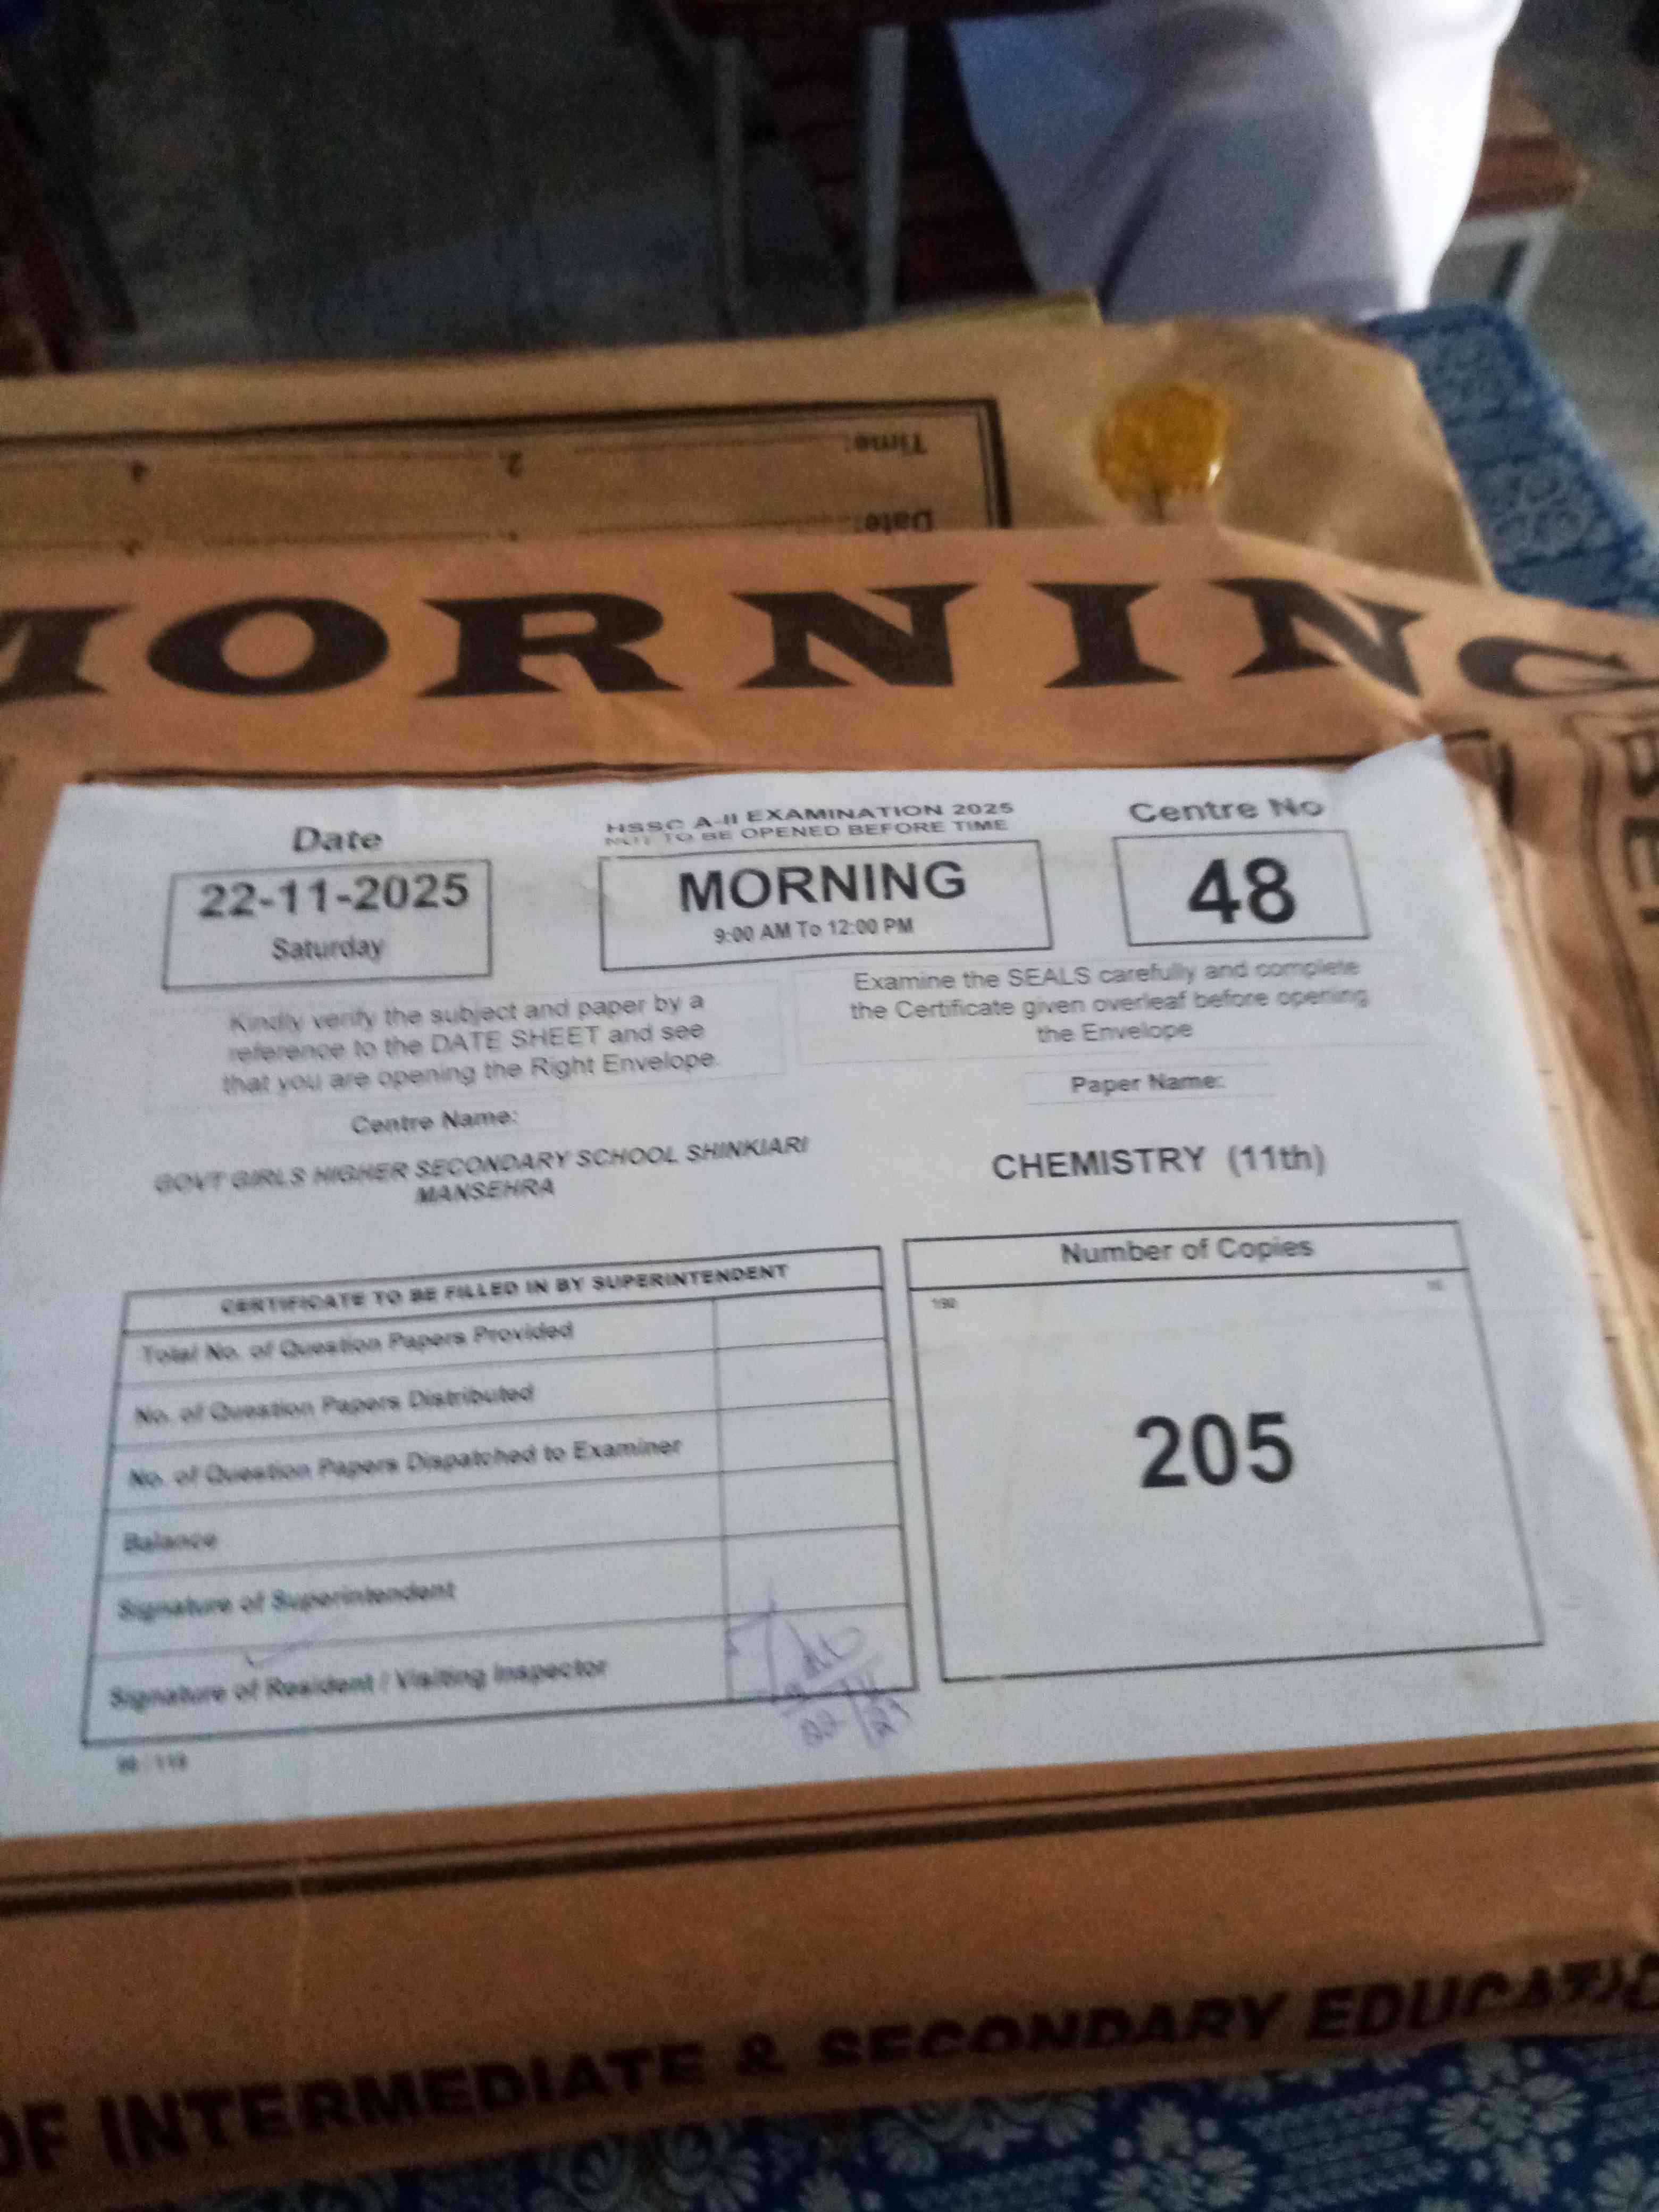 Time:
2.
4
Date:
MORNING
Date
22-11-2025
Saturday
HSSC A-II EXAMINATION 2025
NOT TO BE OPENED BEFORE TIME
MORNING
9:00 AM To 12:00 PM
Centre No
48
Kindly verify the subject and paper by a
reference to the DATE SHEET and see
that you are opening the Right Envelope.
Examine the SEALS carefully and complete
the Certificate given overleaf before opening
the Envelope
Centre Name:
GOVT GIRLS HIGHER SECONDARY SCHOOL SHINKIARI
MANSEHRA
Paper Name:
CHEMISTRY (11th)
CERTIFICATE TO BE FILLED IN BY SUPERINTENDENT
Total No. of Question Papers Provided
No. of Question Papers Distributed
No. of Question Papers Dispatched to Examiner
Balance
Signature of Superintendent
Signature of Resident / Visiting Inspector
Number of Copies
190
205
OF INTERMEDIATE & SECONDARY EDUCATIO